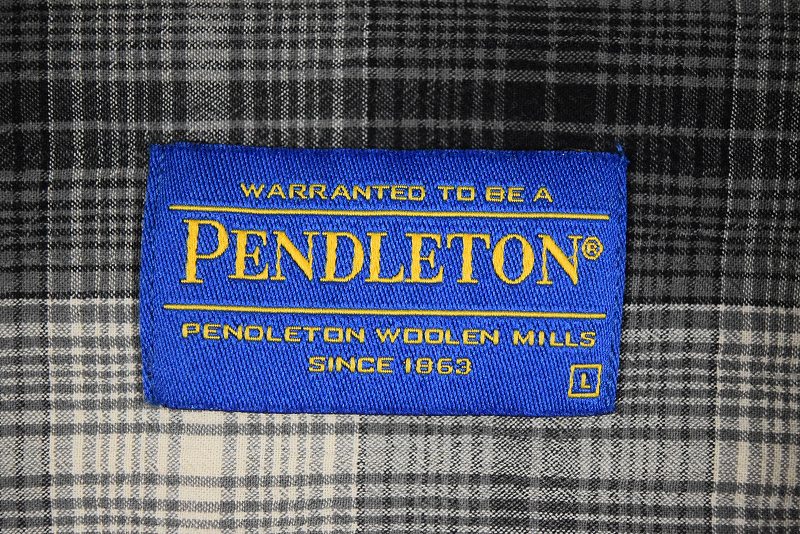 WARRANTED TO BE A
PENDLETON®
PENDLETON WOOLEN MILLS
SINCE 1863
L